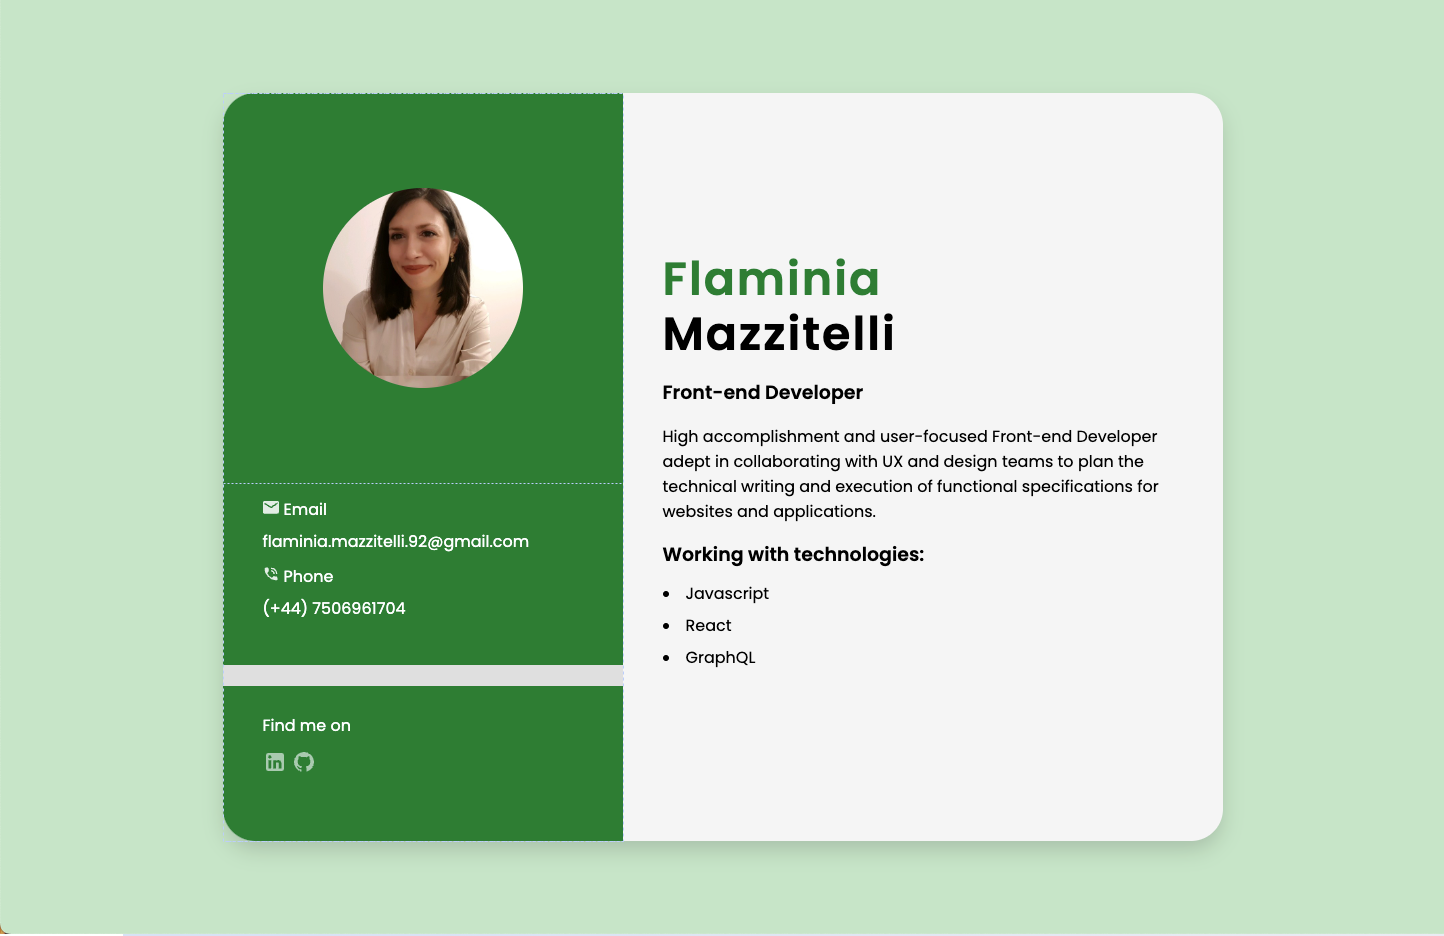 Email
flaminia.mazzitelli.92@gmail.com
Phone
(+44) 7506961704
Find me on
in
Flaminia
Mazzitelli
Front-end Developer
High accomplishment and user-focused Front-end Developer
adept in collaborating with UX and design teams to plan the
technical writing and execution of functional specifications for
websites and applications.
Working with technologies:
• Javascript
• React
• GraphQL